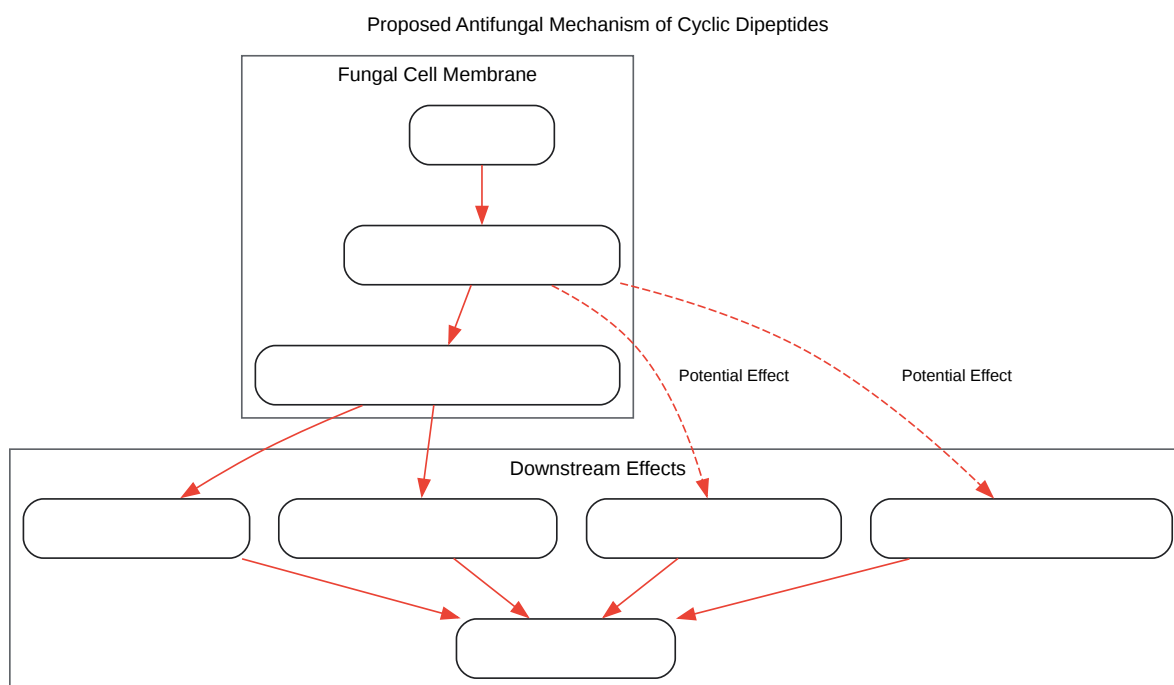 Proposed Antifungal Mechanism of Cyclic Dipeptides
Fungal Cell Membrane
Potential Effect
Potential Effect
Downstream Effects